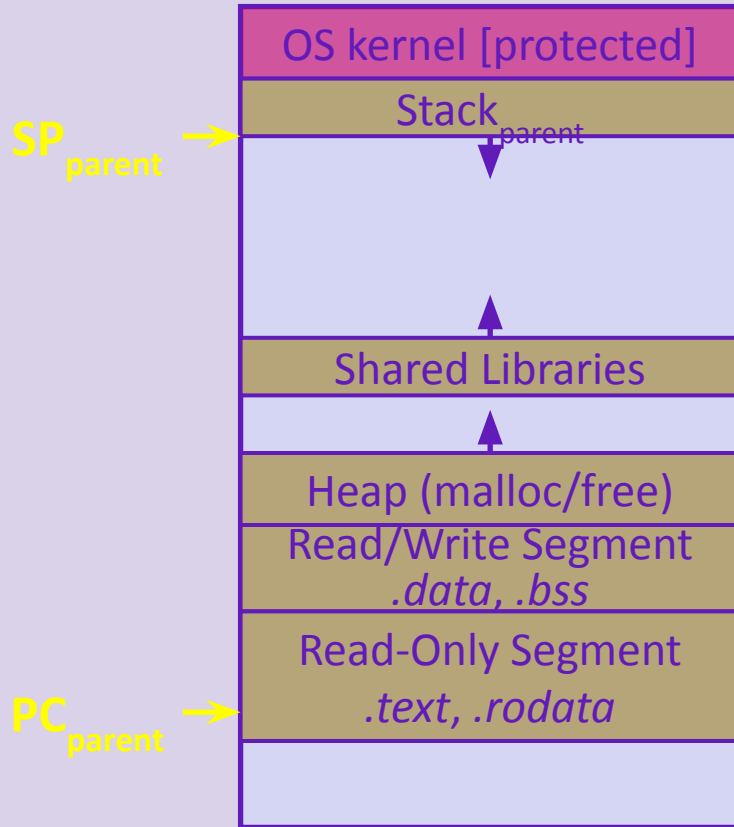 OS kernel [protected]
Stack parent
SP parent
Shared Libraries
Heap (malloc/free)
Read/Write Segment
.data, .bss
Read-Only Segment
.text, .rodata
PC parent